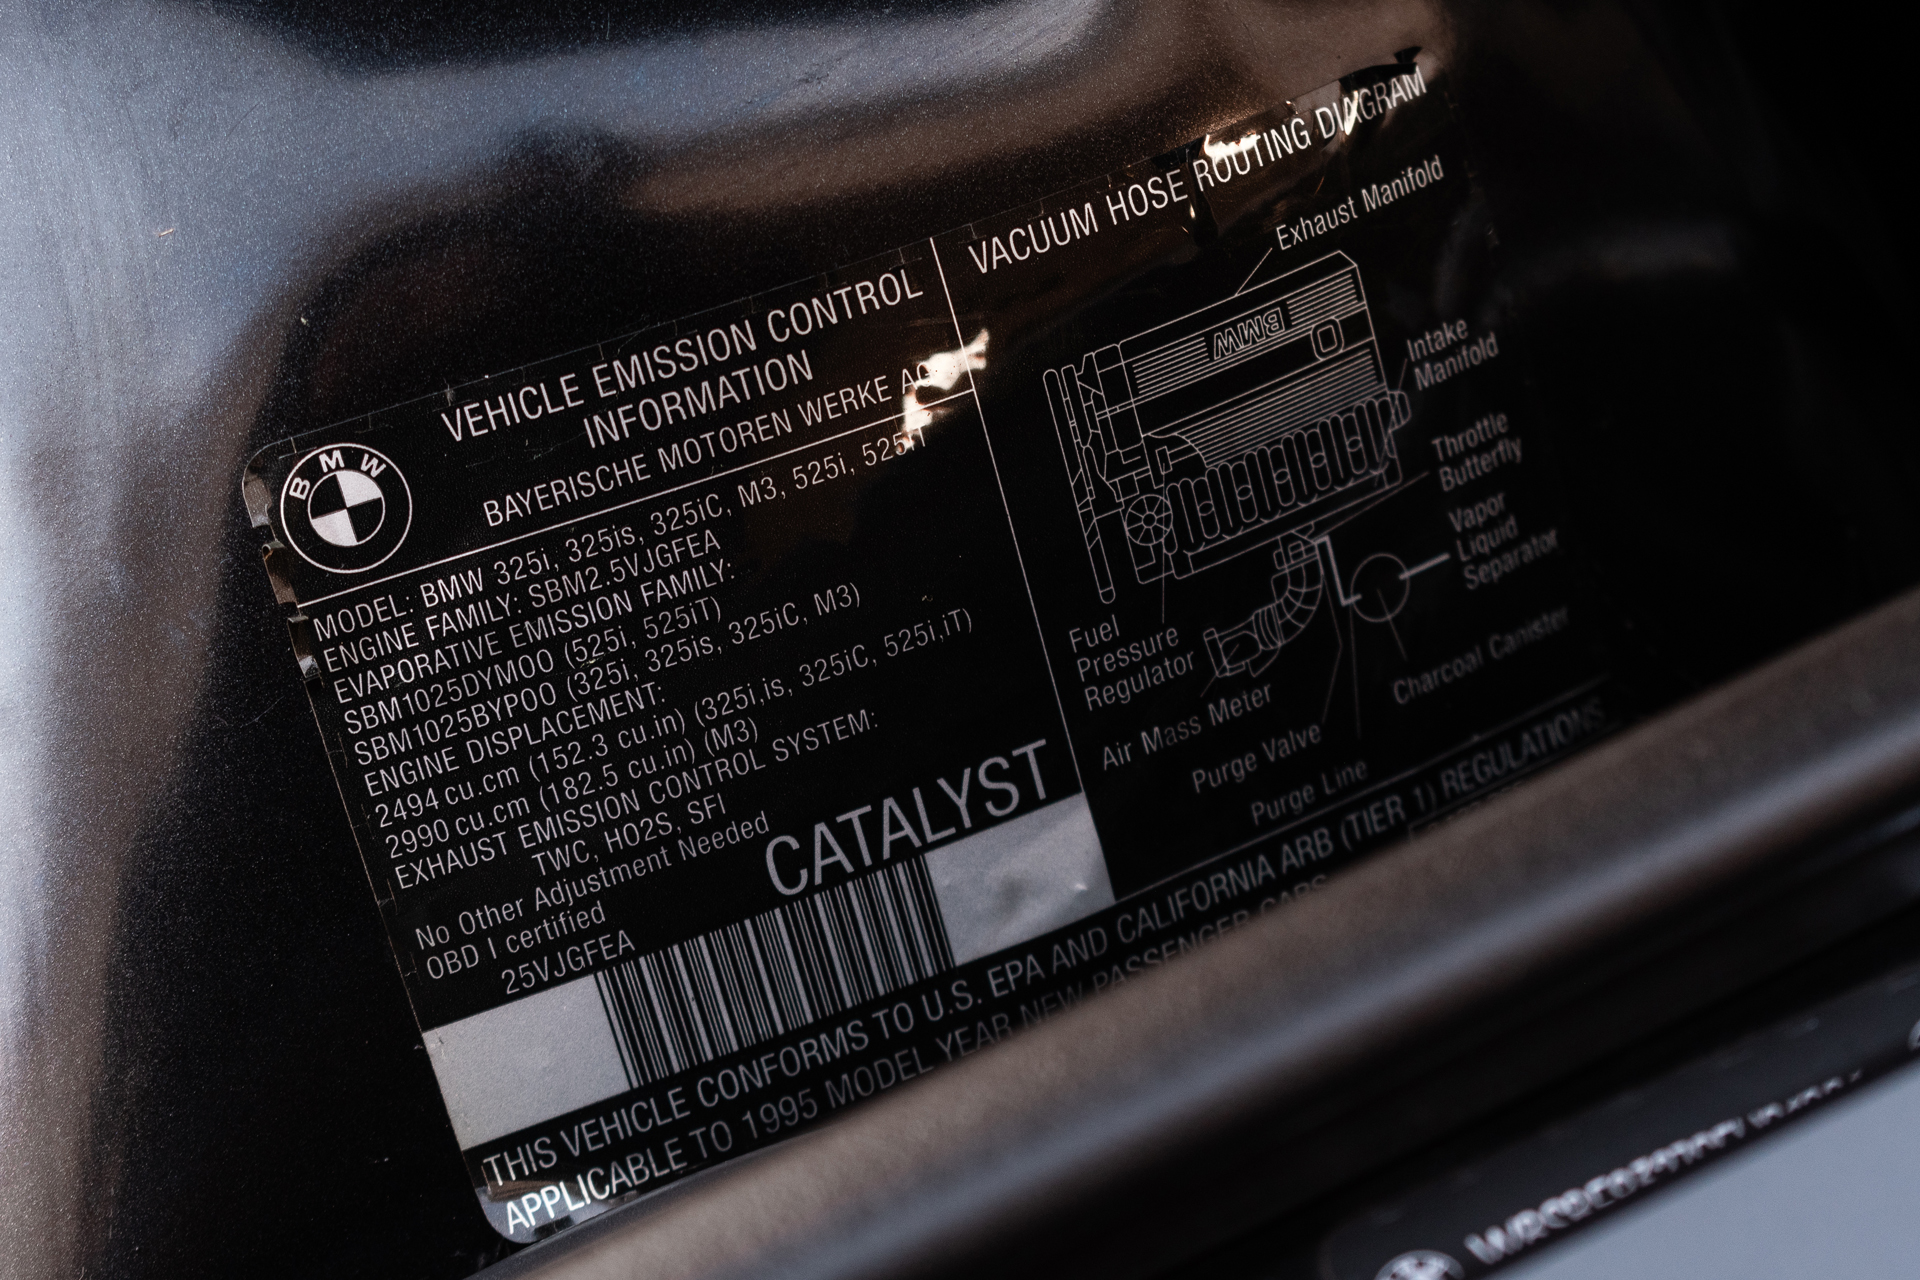 VEHICLE EMISSION CONTROL
INFORMATION
BAYERISCHE MOTOREN WERKE AG
BMW
MODEL: BMW 325i, 325is, 325iC, M3, 525i, 525iT
ENGINE FAMILY: SBM2.5VJGFEA
EVAPORATIVE EMISSION FAMILY:
SBM1025DYMOO (525i, 525iT)
SBM1025BYPOO (325i, 325is, 325iC, M3)
ENGINE DISPLACEMENT:
2494 cu.cm (152.3 cu.in) (325i,is, 325iC, 525i,iT)
2990 cu.cm (182.5 cu.in) (M3)
EXHAUST EMISSION CONTROL SYSTEM:
TWC, HO2S, SFI
No Other Adjustment Needed
OBD I certified
25VJGFEA
CATALYST
VACUUM HOSE ROUTING DIAGRAM
Exhaust Manifold
BMW
Intake
Manifold
Throttle
Butterfly
Vapor
Liquid
Separator
Fuel
Pressure
Regulator
Air Mass Meter
Purge Valve
Purge Line
Charcoal Canister
THIS VEHICLE CONFORMS TO U.S. EPA AND CALIFORNIA ARB (TIER 1) REGULATIONS
APPLICABLE TO 1995 MODEL YEAR NEW PASSENGER CARS